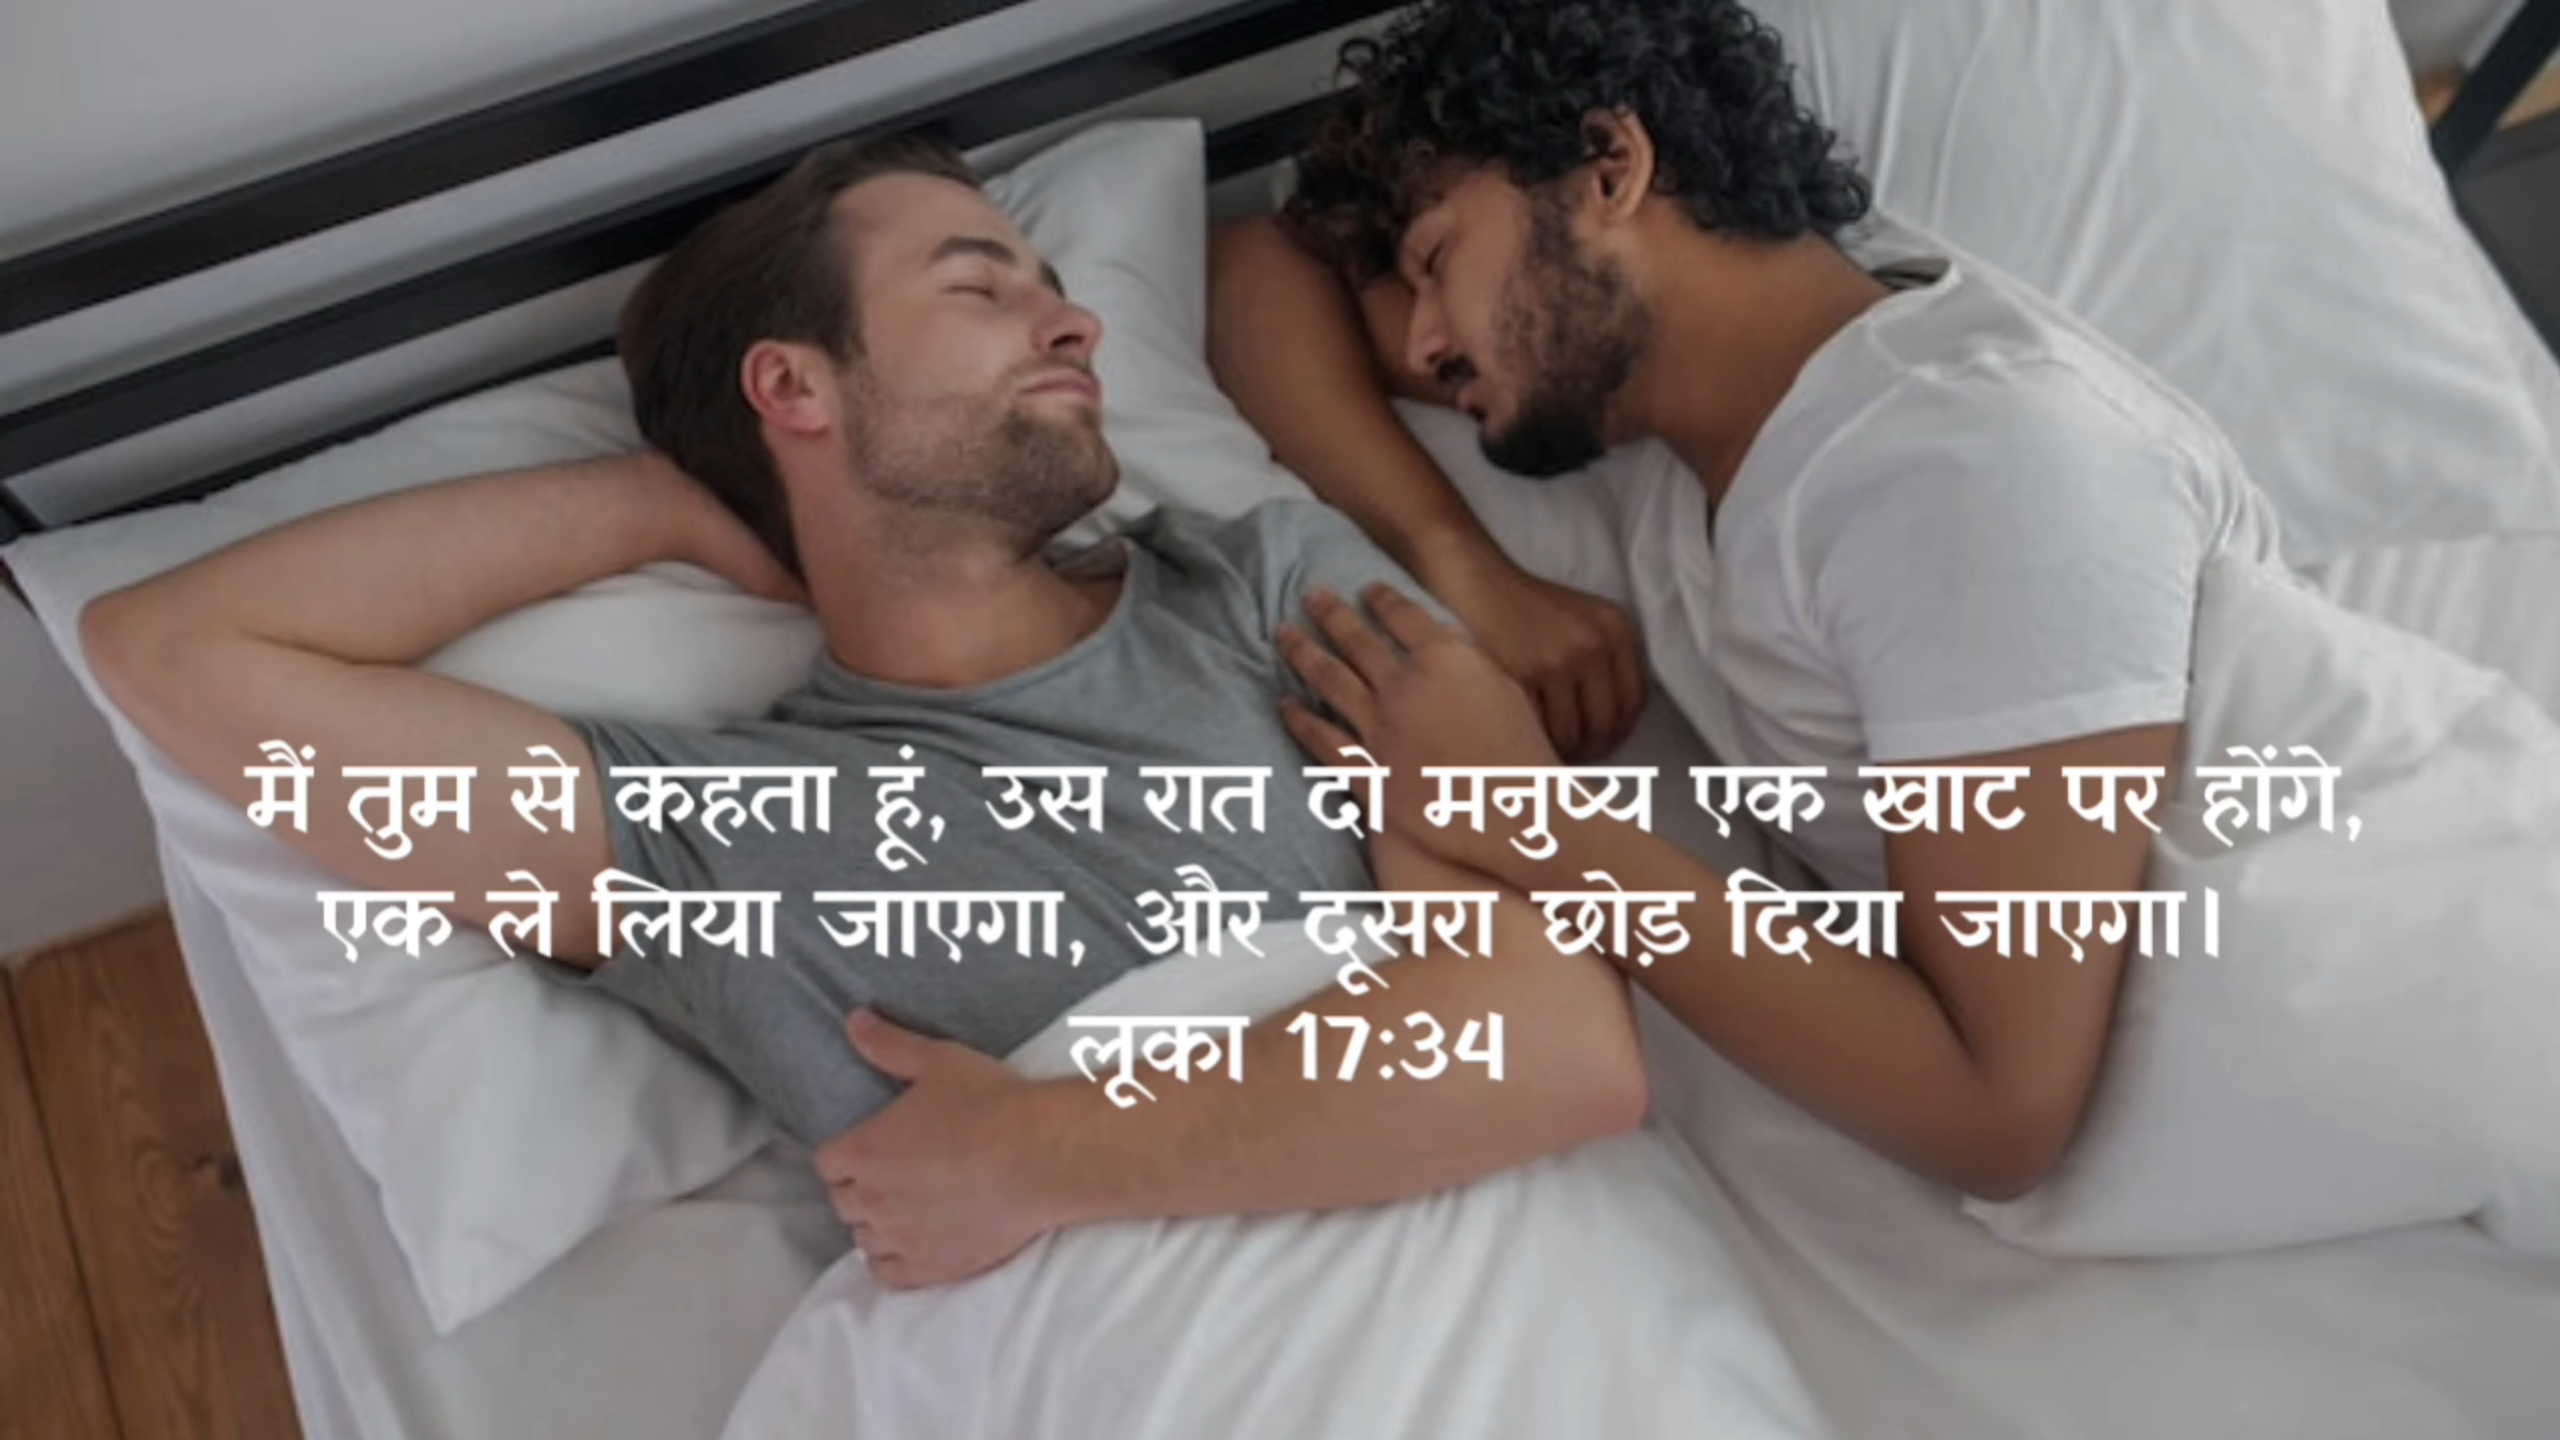 मैं तुम से कहता हूं, उस रात दो मनुष्य एक खाट पर होंगे,
एक ले लिया जाएगा, और दूसरा छोड़ दिया जाएगा।
लूका 17:34